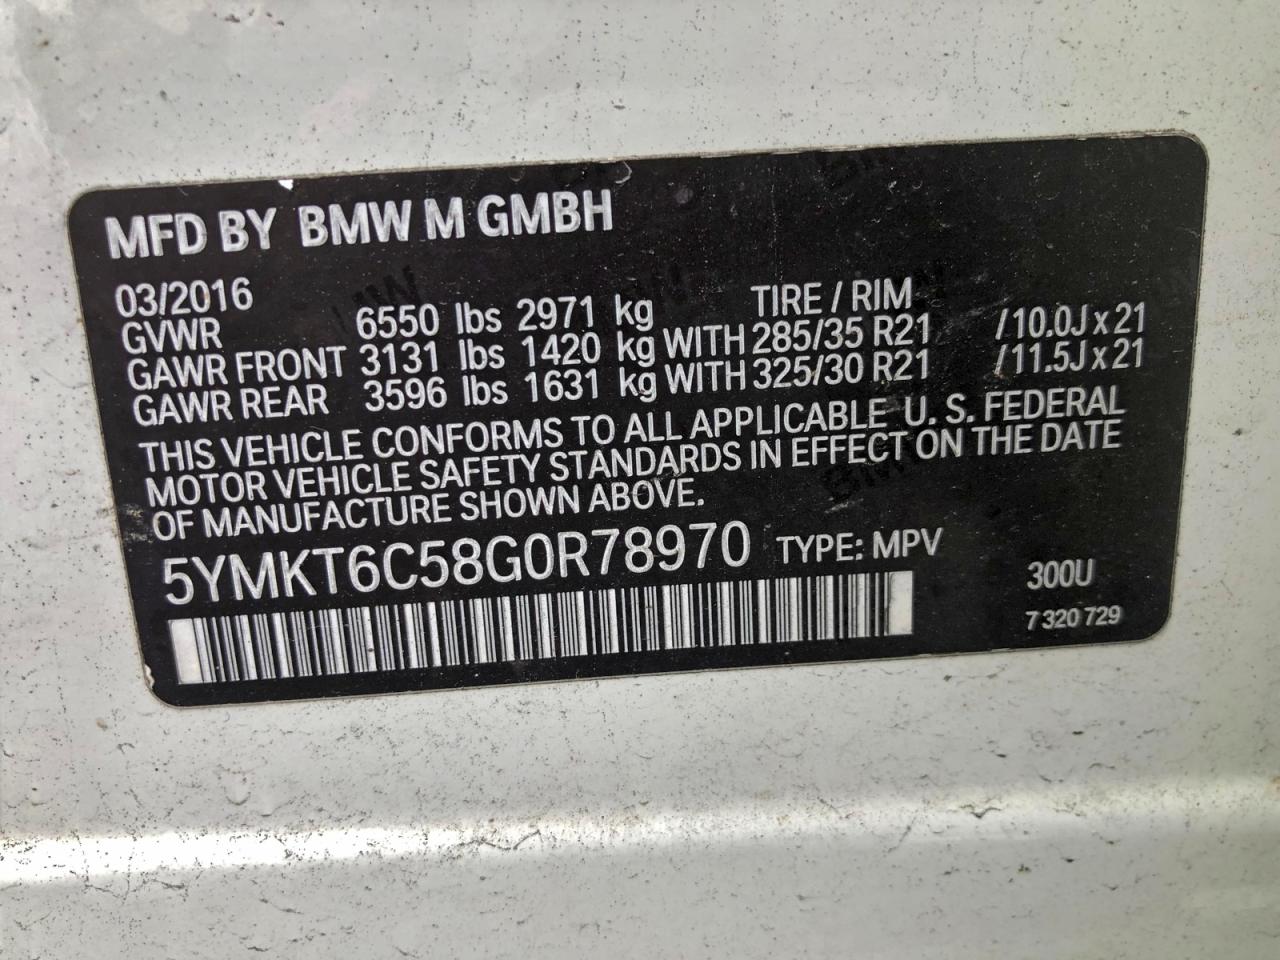 MFD BY BMW M GMBH
03/2016 TIRE / RIM
GVWR 6550 lbs 2971 kg
GAWR FRONT 3131 lbs 1420 kg WITH 285/35 R21 /10.0J x 21
GAWR REAR 3596 lbs 1631 kg WITH 325/30 R21 /11.5J x 21
THIS VEHICLE CONFORMS TO ALL APPLICABLE U. S. FEDERAL
MOTOR VEHICLE SAFETY STANDARDS IN EFFECT ON THE DATE
OF MANUFACTURE SHOWN ABOVE.
5YMKT6C58G0R78970 TYPE: MPV
300U
7 320 729